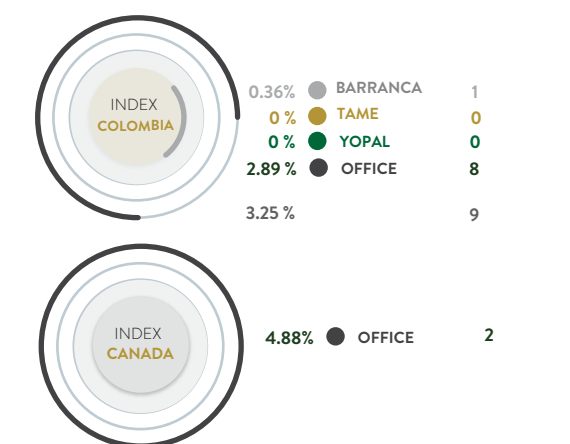 INDEX
COLOMBIA
0.36% BARRANCA 1
0 % TAME 0
0 % YOPAL 0
2.89 % OFFICE 8
3.25 % 9
INDEX
CANADA
4.88% OFFICE 2